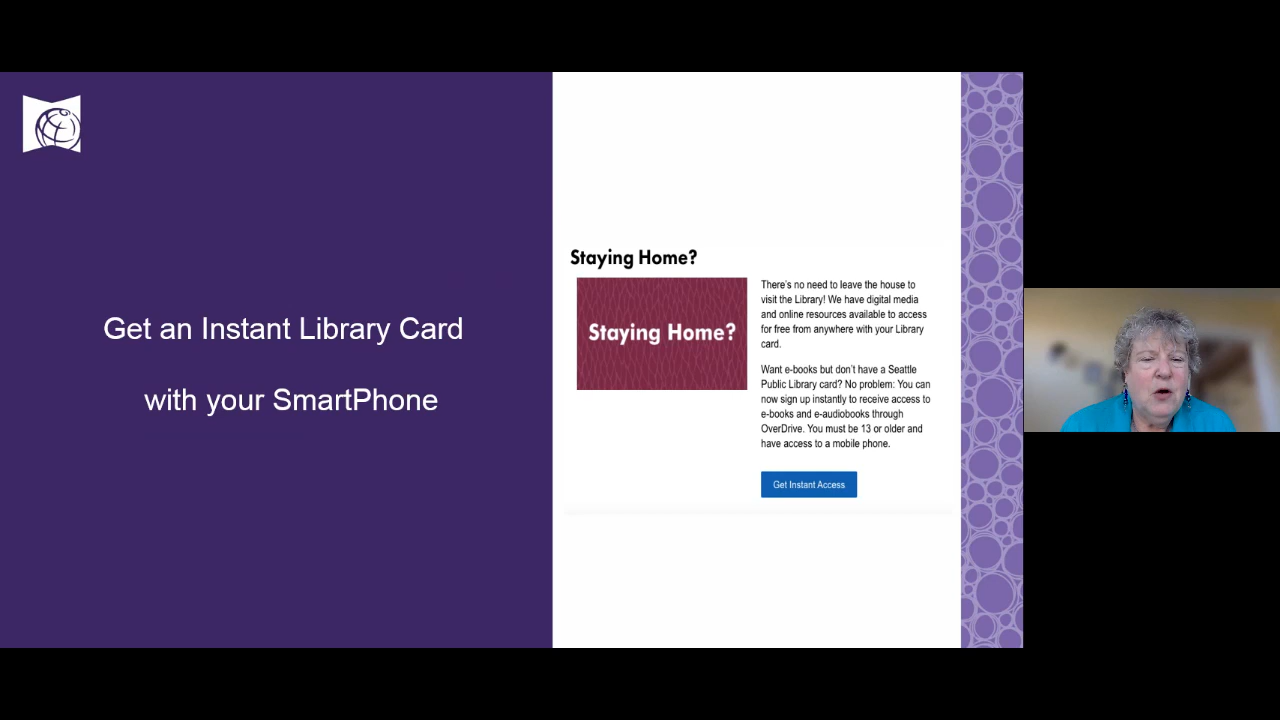 Get an Instant Library Card
with your SmartPhone
Staying Home?
Staying Home?
There's no need to leave the house to
visit the Library! We have digital media
and online resources available to access
for free from anywhere with your Library
card.
Want e-books but don't have a Seattle
Public Library card? No problem: You can
now sign up instantly to receive access to
e-books and e-audiobooks through
OverDrive. You must be 13 or older and
have access to a mobile phone.
Get Instant Access